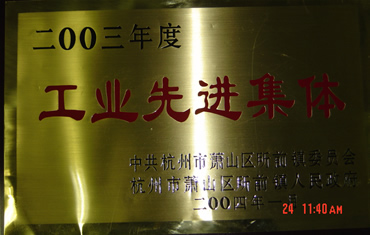 二00三年度
工业先进集体
中共杭州市萧山区所前镇委员会
杭州市萧山区所前镇人民政府
二00四年一月
24 11:40AM